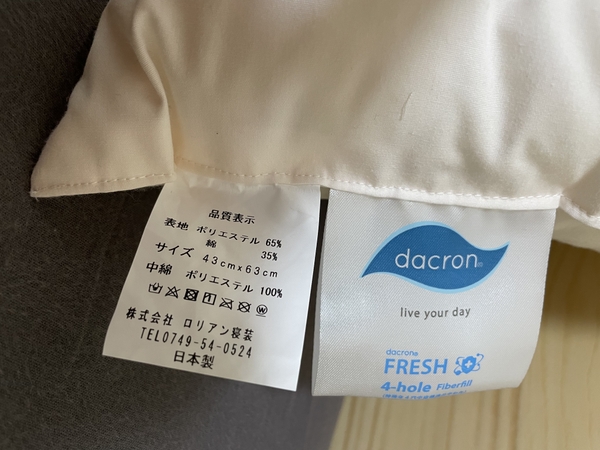 品質表示
表地 ポリエステル 65%
綿 35%
サイズ 43cm×63cm
中綿 ポリエステル 100%
株式会社 ロリアン寝装
TEL0749-54-0524
日本製
dacron®
live your day
dacron®
FRESH
4-hole Fiberfill